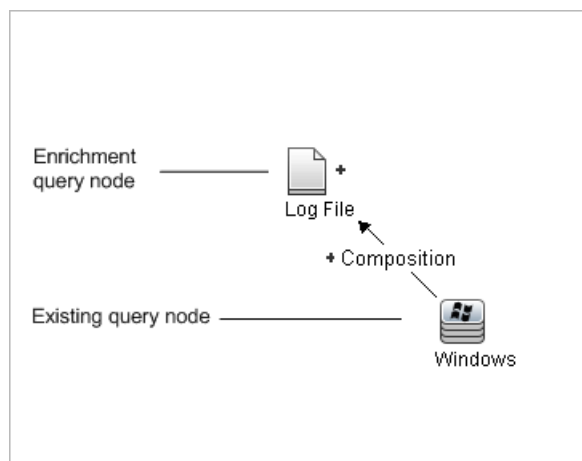 Enrichment
query node
Log File
+ Composition
Existing query node
Windows